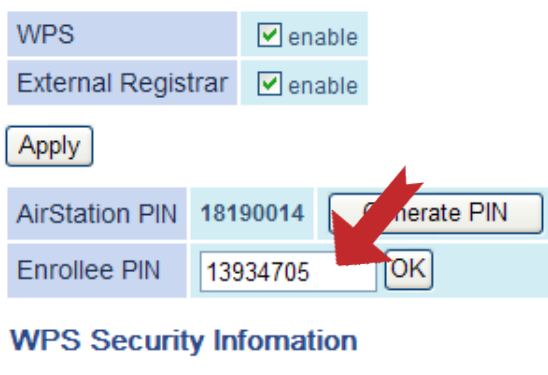 WPS enable
External Registrar enable
Apply
AirStation PIN 18190014 Generate PIN
Enrollee PIN 13934705 OK
WPS Security Infomation